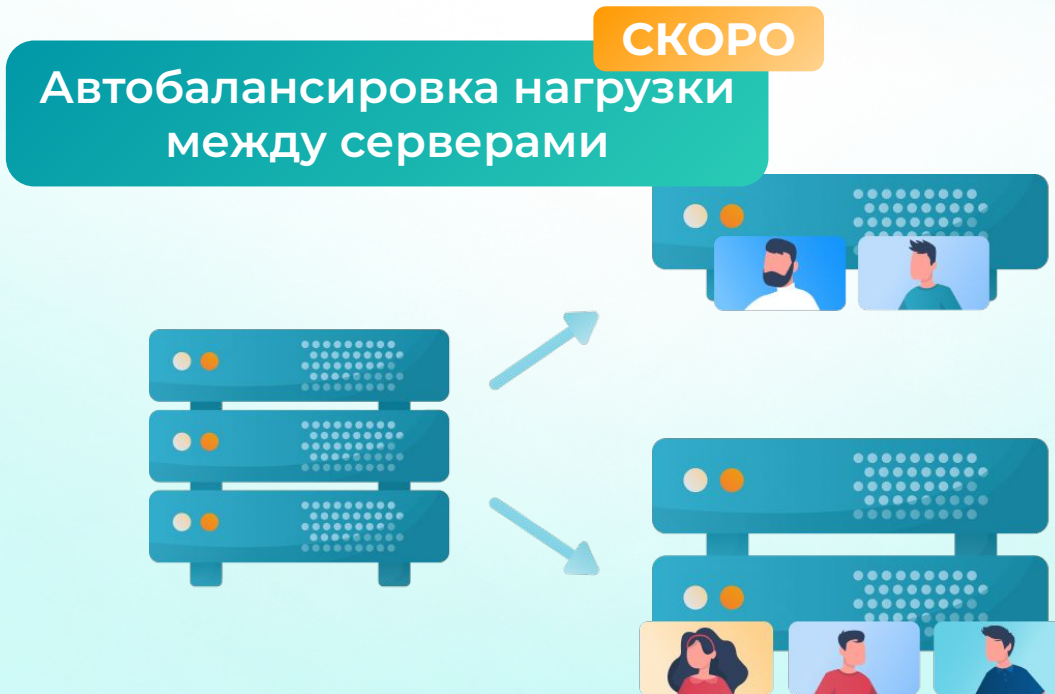 СКОРО
Автобалансировка нагрузки
между серверами